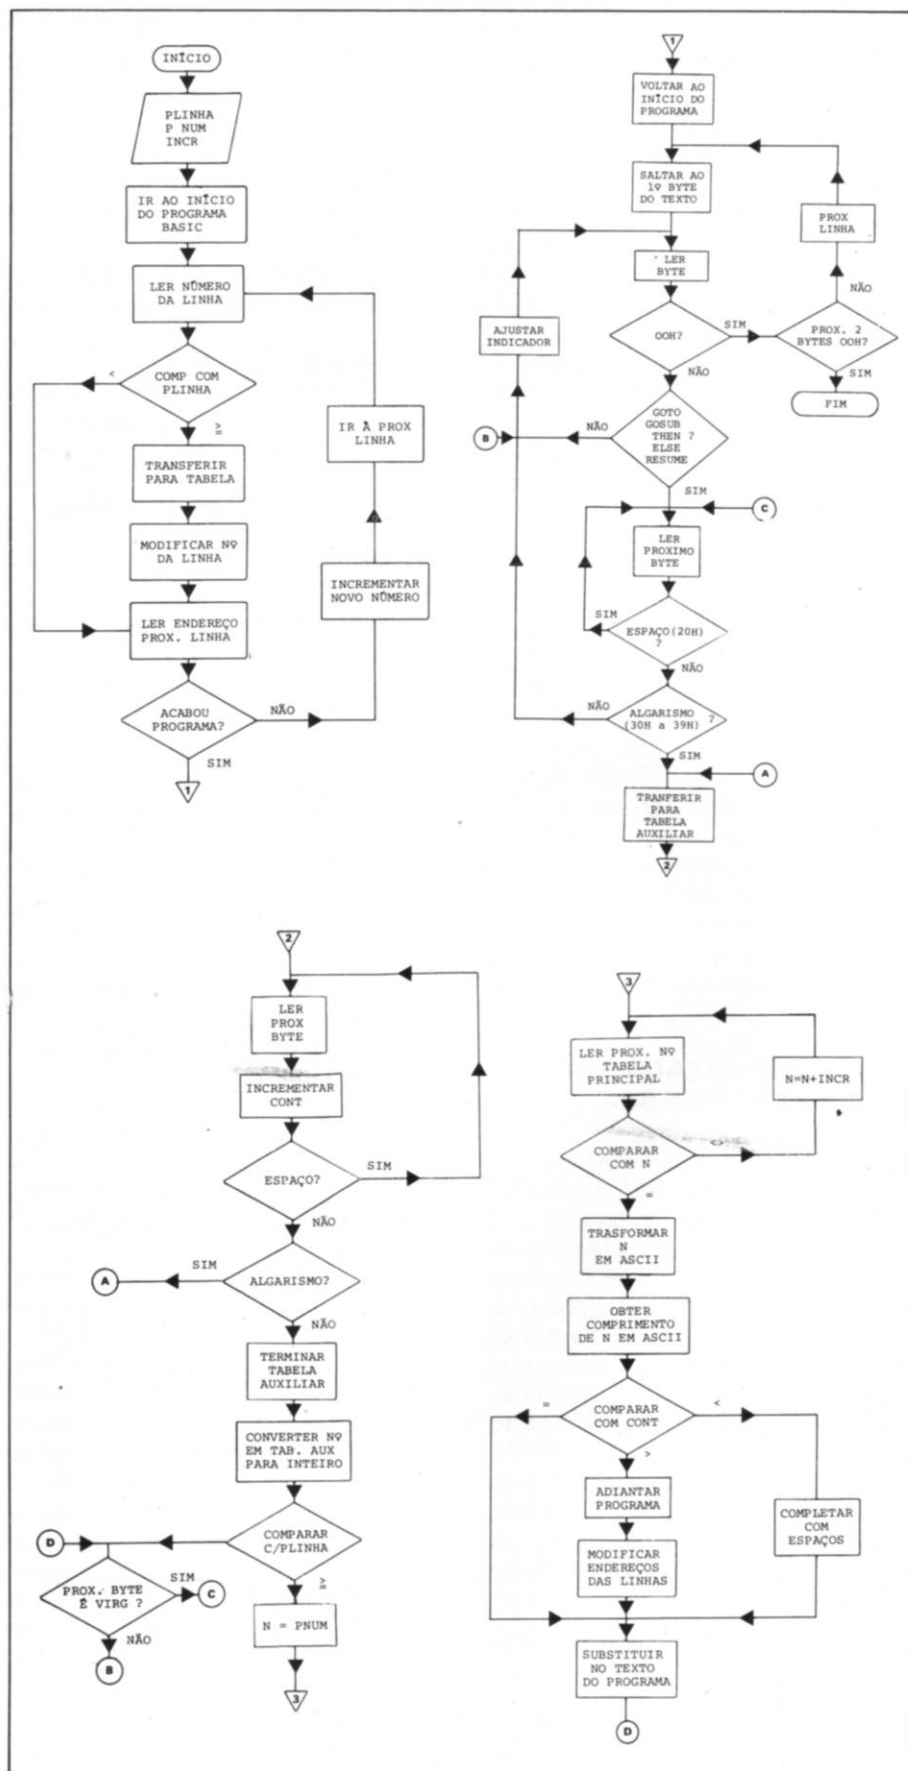 INÍCIO
PLINHA
P NUM
INCR
IR AO INÍCIO
DO PROGRAMA
BASIC
LER NÚMERO
DA LINHA
<
COMP COM
PLINHA
=>
TRANSFERIR
PARA TABELA
MODIFICAR Nº
DA LINHA
LER ENDEREÇO
PROX. LINHA
ACABOU
PROGRAMA?
NÃO
SIM
1
IR À PROX
LINHA
INCREMENTAR
NOVO NÚMERO
1
VOLTAR AO
INÍCIO DO
PROGRAMA
SALTAR AO
1º BYTE
DO TEXTO
LER
BYTE
OOH?
SIM
NÃO
PROX. 2
BYTES OOH?
NÃO
SIM
PROX
LINHA
FIM
AJUSTAR
INDICADOR
B
NÃO
GOTO
GOSUB
THEN ?
ELSE
RESUME
SIM
C
LER
PROXIMO
BYTE
SIM
ESPAÇO(20H)
?
NÃO
NÃO
ALGARISMO ?
(30H a 39H)
SIM
A
TRANFERIR
PARA
TABELA
AUXILIAR
2
2
LER
PROX
BYTE
INCREMENTAR
CONT
ESPAÇO?
SIM
NÃO
A
SIM
ALGARISMO?
NÃO
TERMINAR
TABELA
AUXILIAR
CONVERTER Nº
EM TAB. AUX
PARA INTEIRO
D
COMPARAR
C/PLINHA
=>
PROX. BYTE
É VIRG ?
SIM
C
NÃO
B
N = PNUM
3
3
LER PROX. Nº
TABELA
PRINCIPAL
N=N+INCR
COMPARAR
COM N
<>
=
TRASFORMAR
N
EM ASCII
OBTER
COMPRIMENTO
DE N EM ASCII
=
COMPARAR
COM CONT
<
>
ADIANTAR
PROGRAMA
COMPLETAR
COM
ESPAÇOS
MODIFICAR
ENDEREÇOS
DAS LINHAS
SUBSTITUIR
NO TEXTO
DO PROGRAMA
D